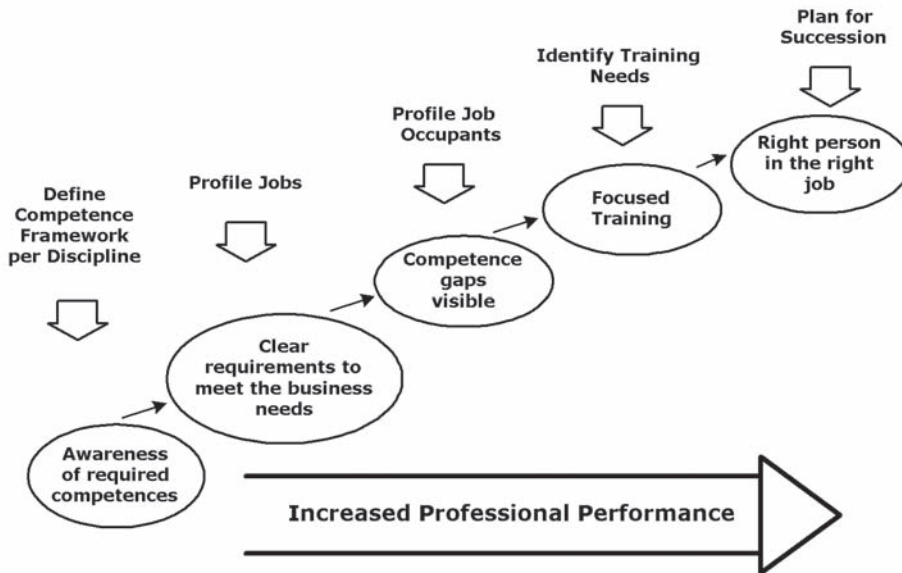 Define
Competence
Framework
per Discipline
Awareness
of required
competences
Profile Jobs
Clear
requirements to
meet the business
needs
Profile Job
Occupants
Competence
gaps
visible
Identify Training
Needs
Focused
Training
Plan for
Succession
Right person
in the right
job
Increased Professional Performance